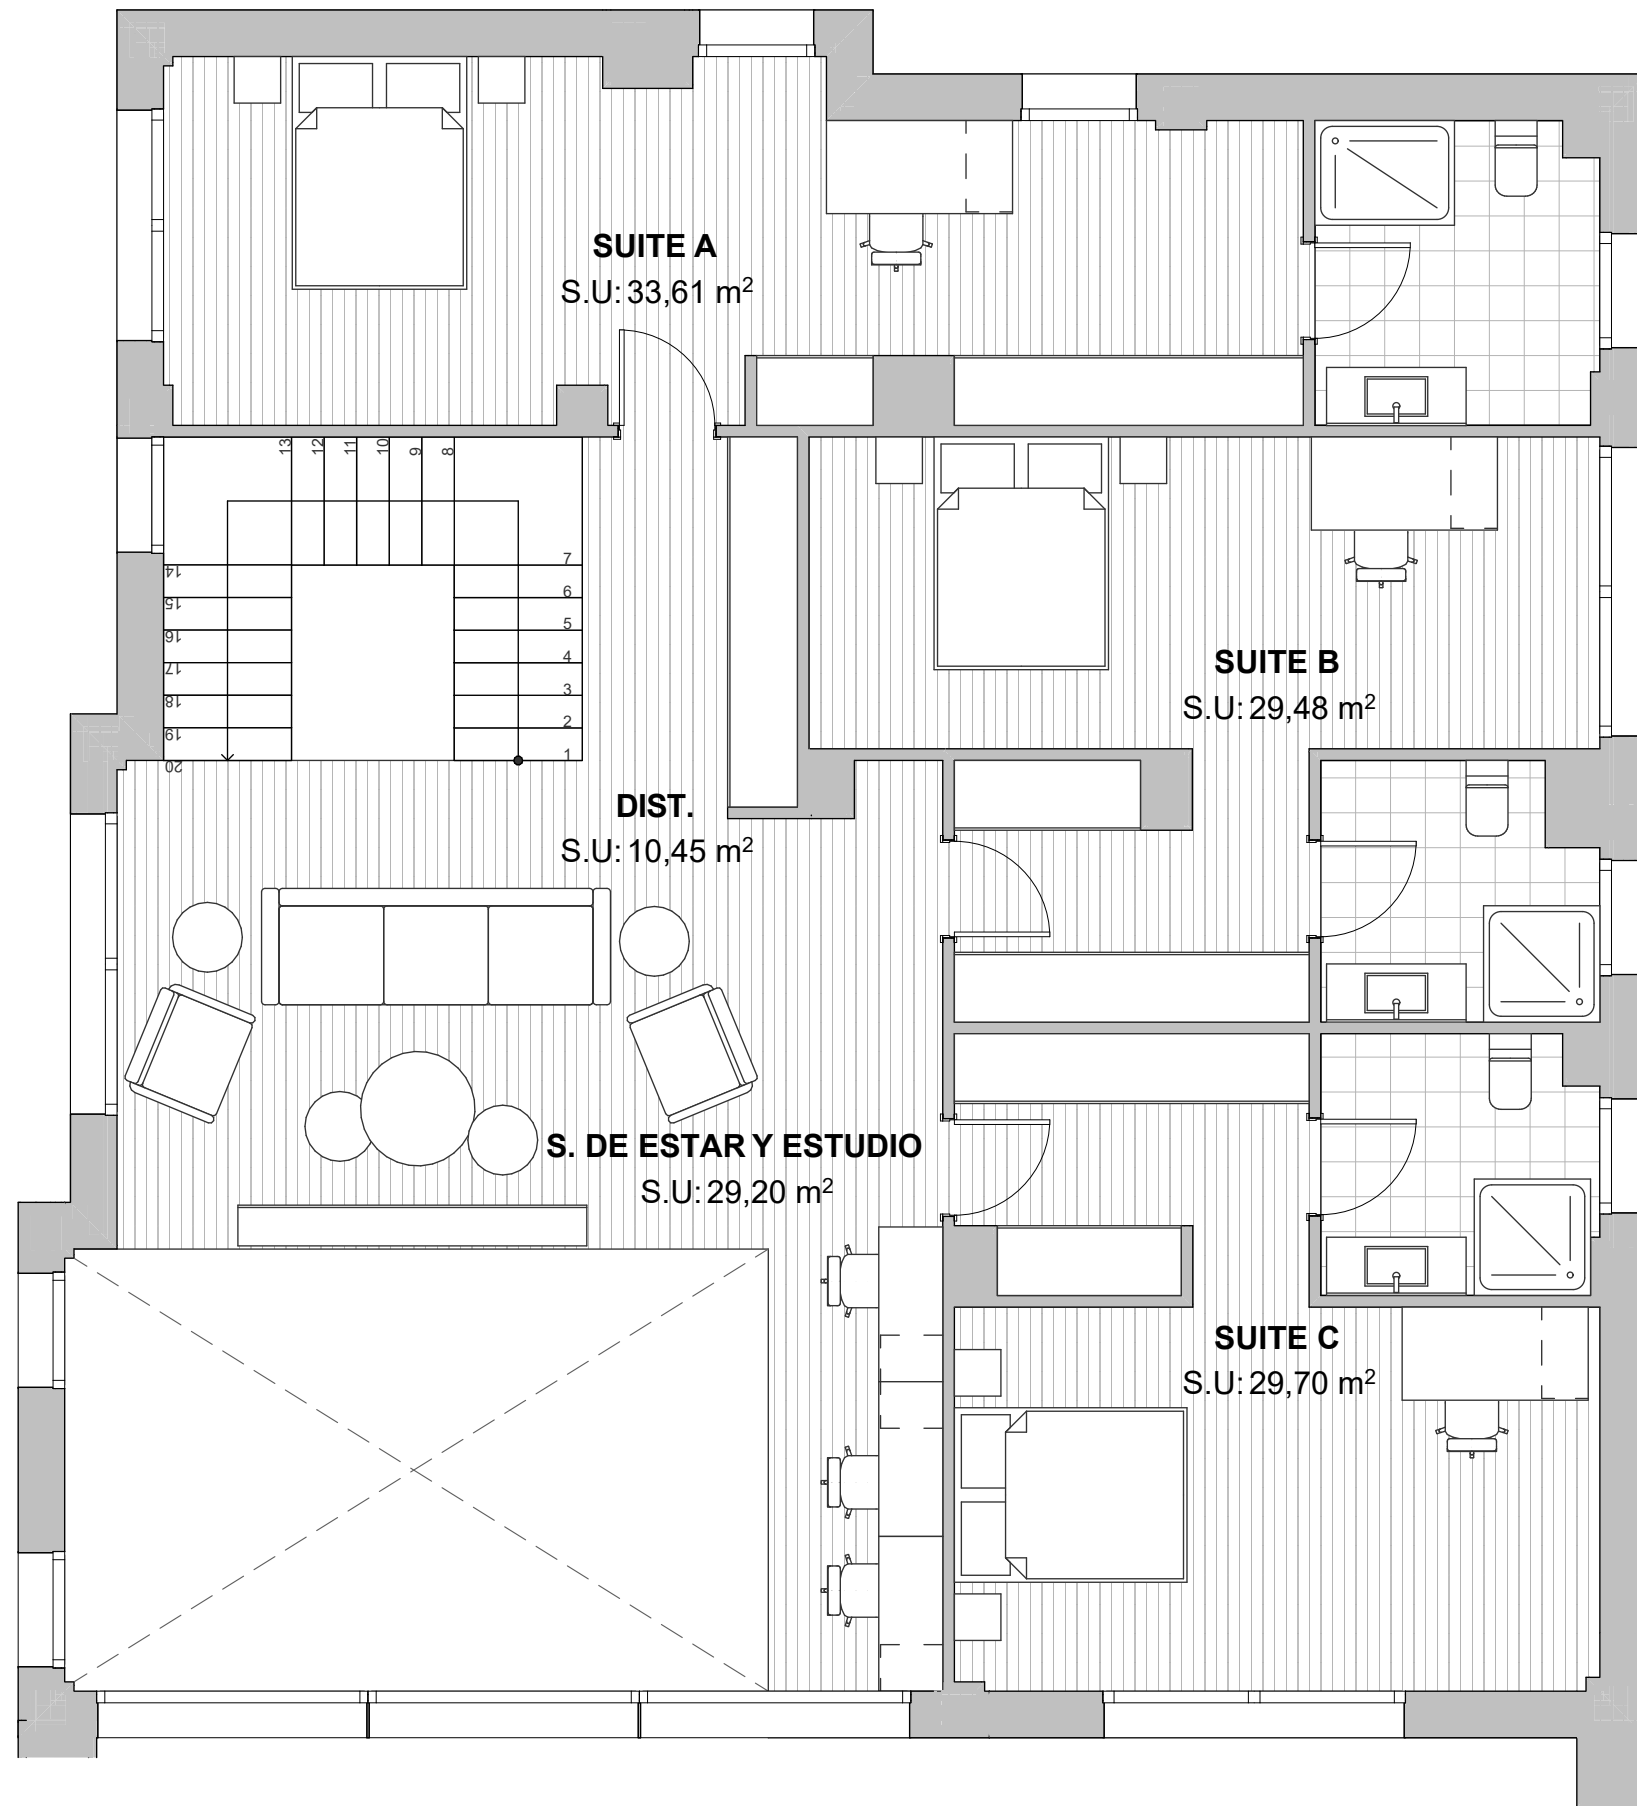 SUITE A
S.U: 33,61 m²
13
12
11
10
9
8
7
6
5
4
3
2
1
14
15
16
17
18
19
20
SUITE B
S.U: 29,48 m²
DIST.
S.U: 10,45 m²
S. DE ESTAR Y ESTUDIO
S.U: 29,20 m²
SUITE C
S.U: 29,70 m²